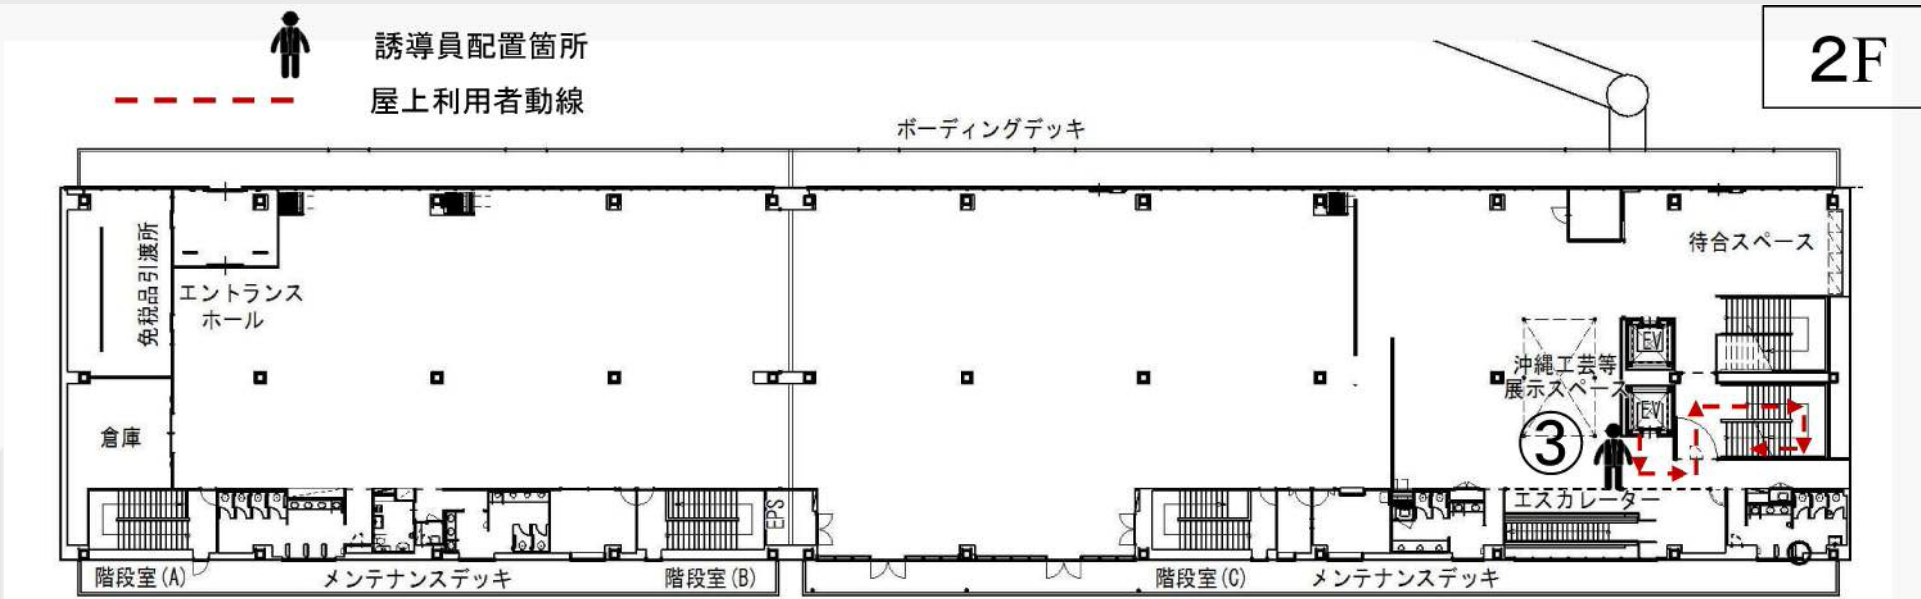 誘導員配置箇所
2F
屋上利用者動線
ボーディングデッキ
免税品引渡所
待合スペース
エントランス
ホール
EV
沖縄工芸等
展示スペース
EV
倉庫
③
エスカレーター
EPS
階段室(A)
メンテナンスデッキ
階段室(B)
階段室(C)
メンテナンスデッキ